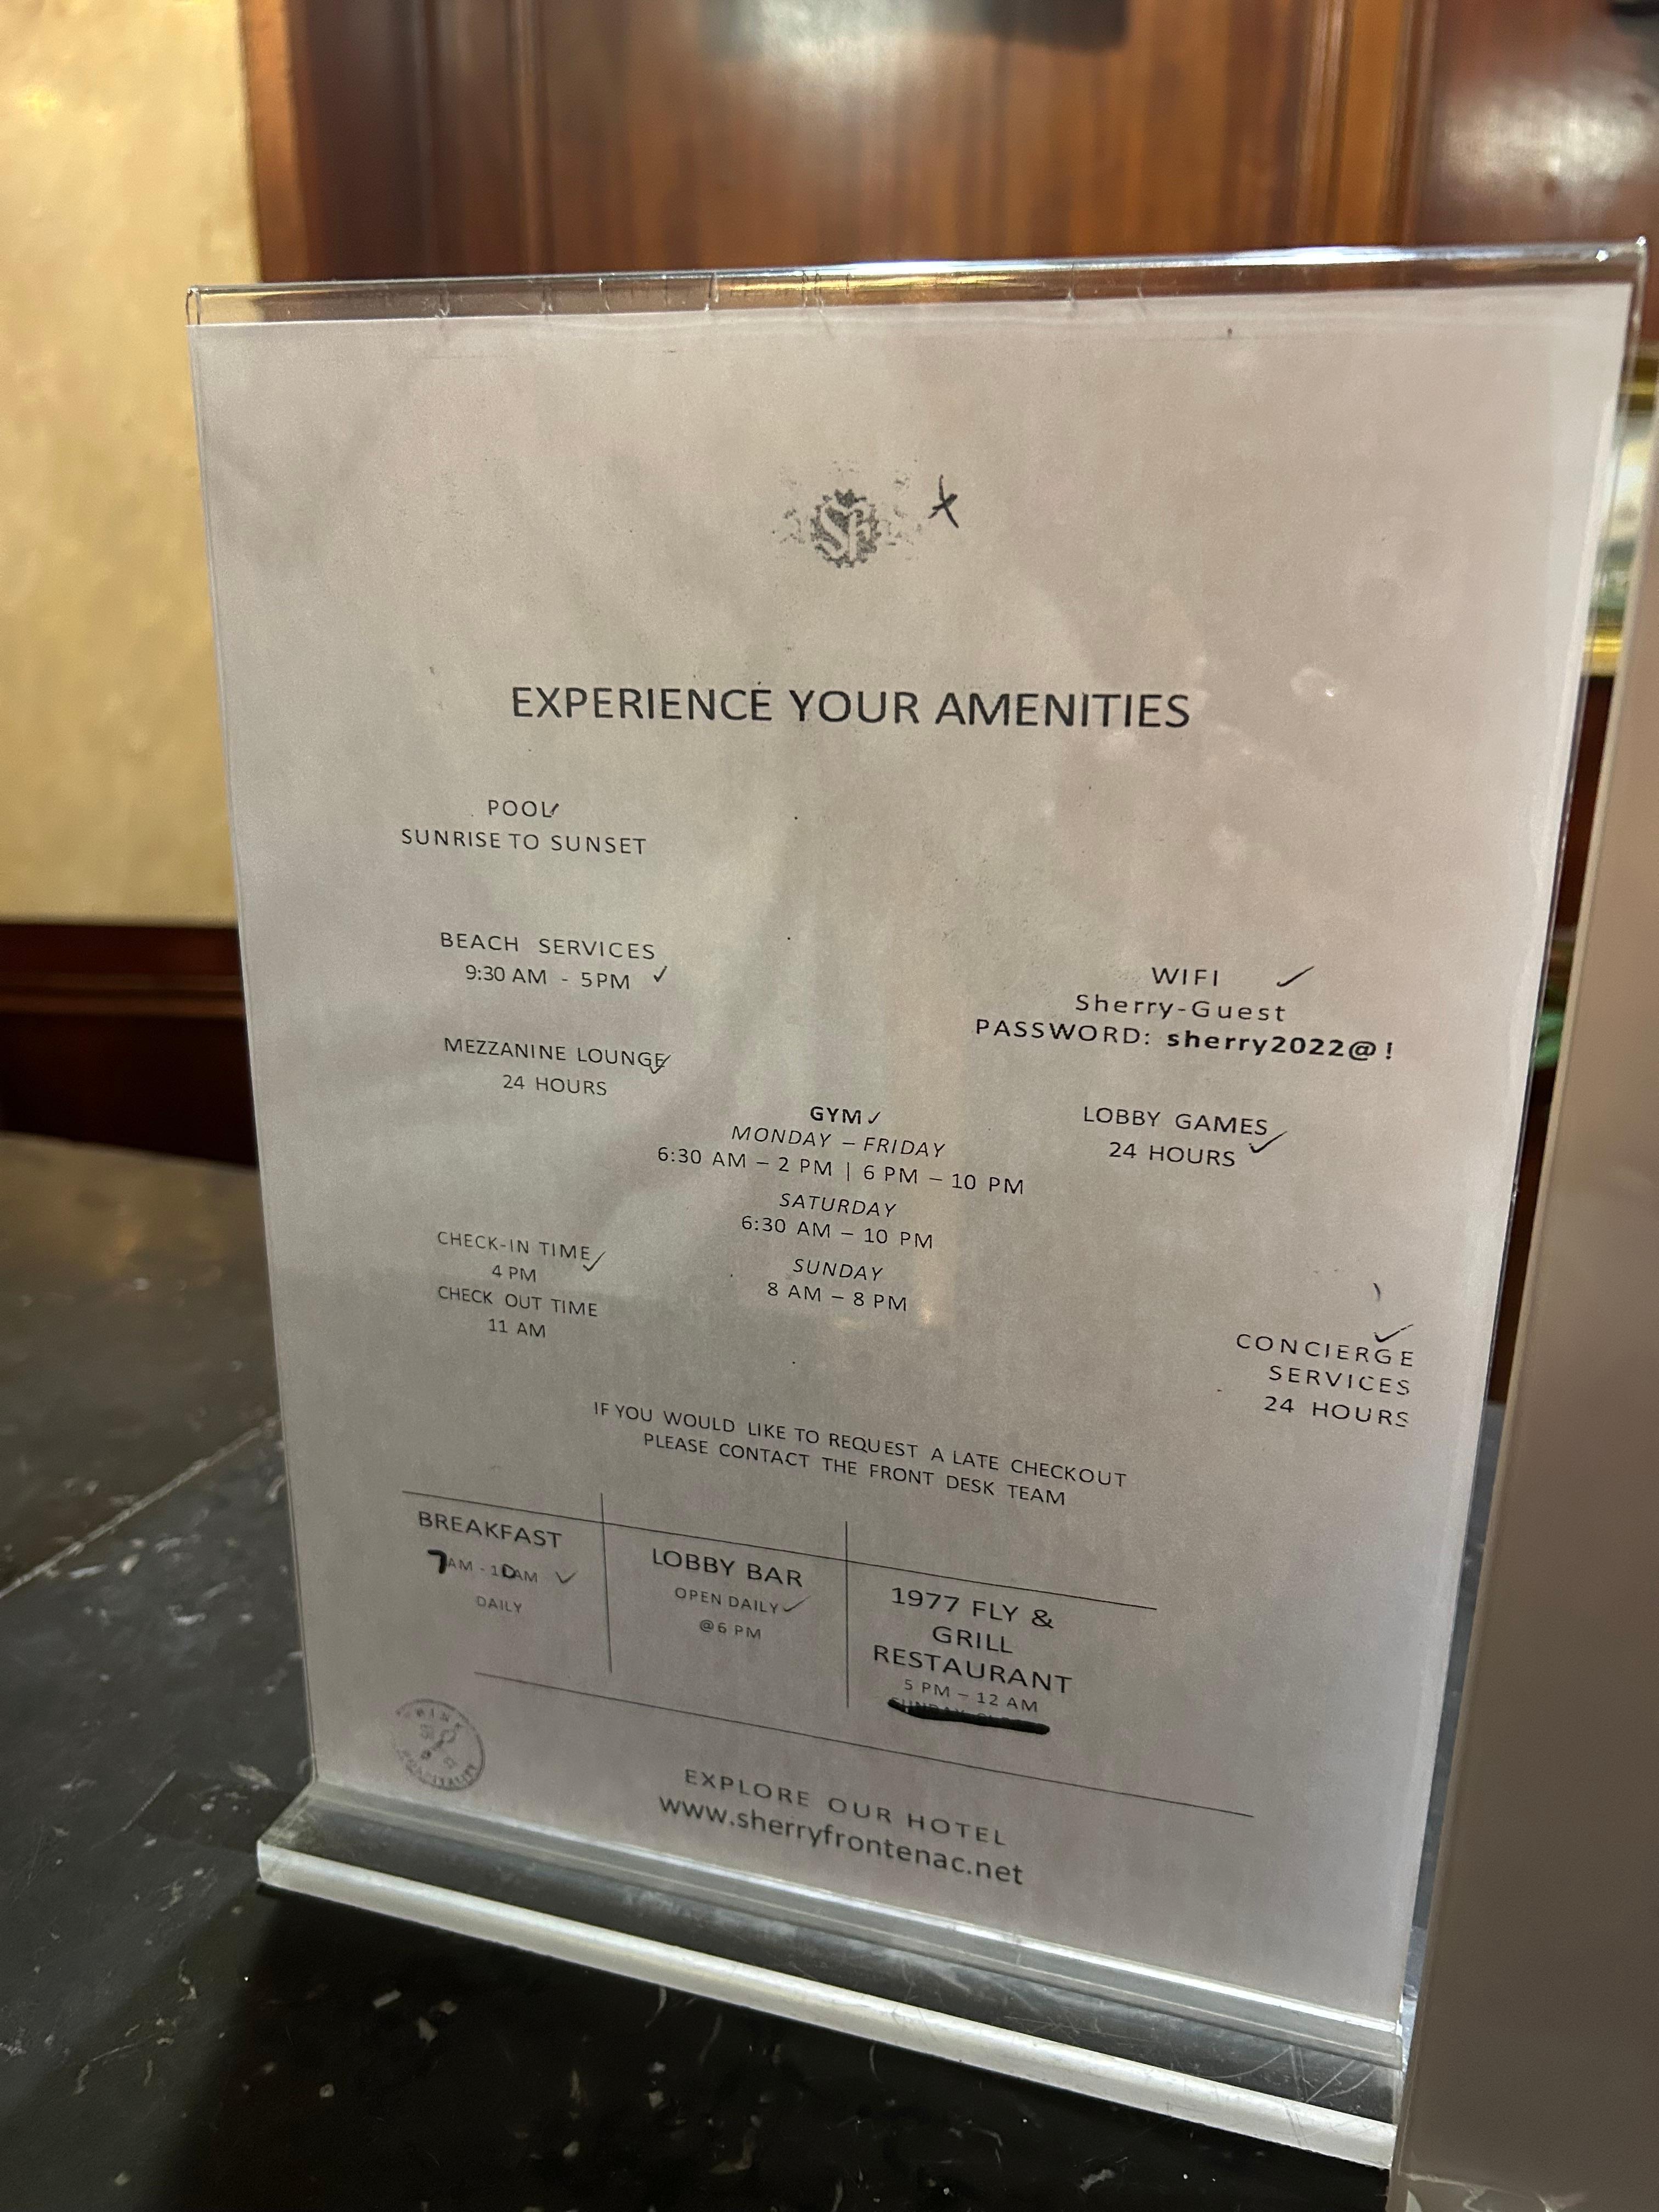 Sh
EXPERIENCE YOUR AMENITIES
POOL
SUNRISE TO SUNSET
BEACH SERVICES
9:30 AM - 5PM
MEZZANINE LOUNGE
24 HOURS
WIFI
Sherry-Guest
PASSWORD: sherry2022@!
LOBBY GAMES
24 HOURS
GYM
MONDAY – FRIDAY
6:30 AM – 2 PM | 6 PM – 10 PM
SATURDAY
6:30 AM – 10 PM
SUNDAY
8 AM – 8 PM
CHECK-IN TIME
4 PM
CHECK OUT TIME
11 AM
CONCIERGE
SERVICES
24 HOURS
IF YOU WOULD LIKE TO REQUEST A LATE CHECKOUT
PLEASE CONTACT THE FRONT DESK TEAM
BREAKFAST
7AM - 10AM
DAILY
LOBBY BAR
OPEN DAILY
@6 PM
1977 FLY &
GRILL
RESTAURANT
5 PM – 12 AM
EXPLORE OUR HOTEL
www.sherryfrontenac.net